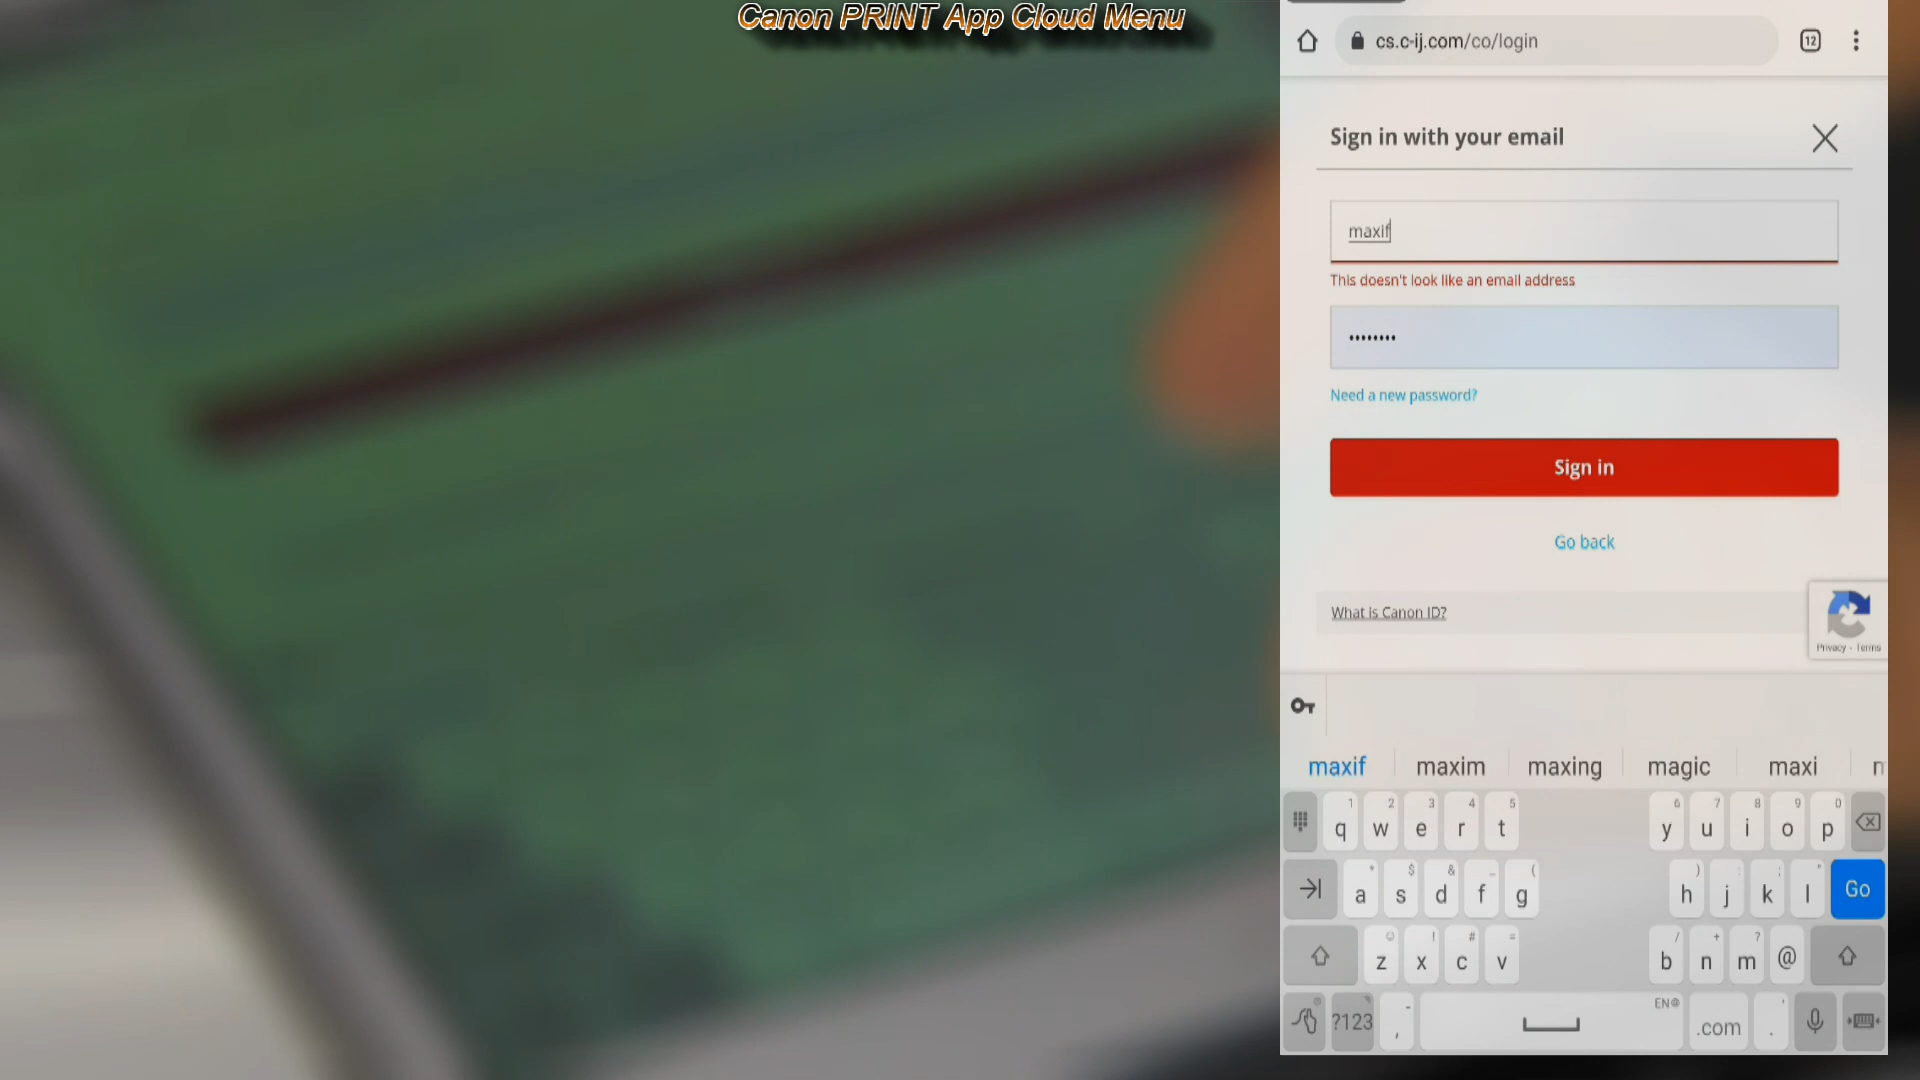 Canon PRINT App Cloud Menu
cs.c-ij.com/co/login
12
Sign in with your email
maxif
This doesn't look like an email address
••••••••
Need a new password?
Sign in
Go back
What is Canon ID?
Privacy - Terms
maxif maxim maxing magic maxi
1 2 3 4 5 6 7 8 9 0
q w e r t y u i o p
* $ & _ ( ) : ; "
a s d f g h j k l Go
! # = / + ?
z x c v b n m @
EN
?123 , .com .